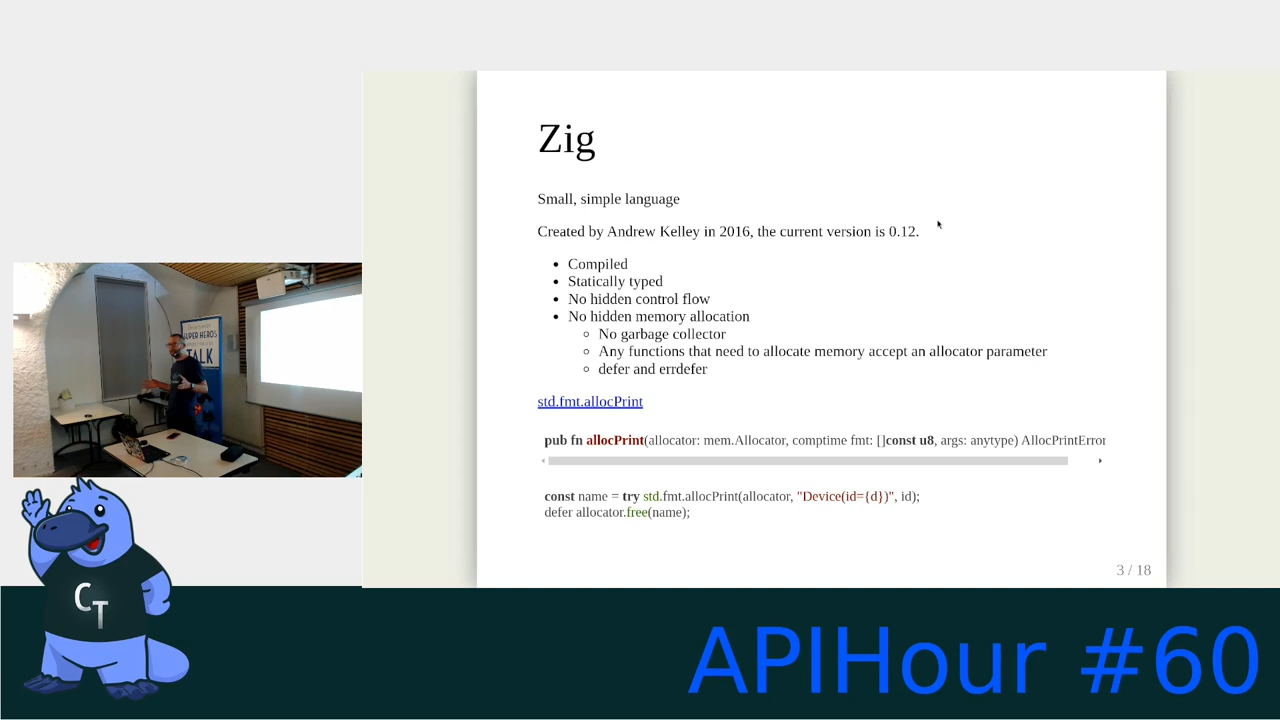 Zig
Small, simple language
Created by Andrew Kelley in 2016, the current version is 0.12.
• Compiled
• Statically typed
• No hidden control flow
• No hidden memory allocation
◦ No garbage collector
◦ Any functions that need to allocate memory accept an allocator parameter
◦ defer and errdefer
std.fmt.allocPrint
pub fn allocPrint(allocator: mem.Allocator, comptime fmt: []const u8, args: anytype) AllocPrintError
const name = try std.fmt.allocPrint(allocator, "Device(id={d})", id);
defer allocator.free(name);
3 / 18
SUPER HEROS
TALK
CT
APIHour #60